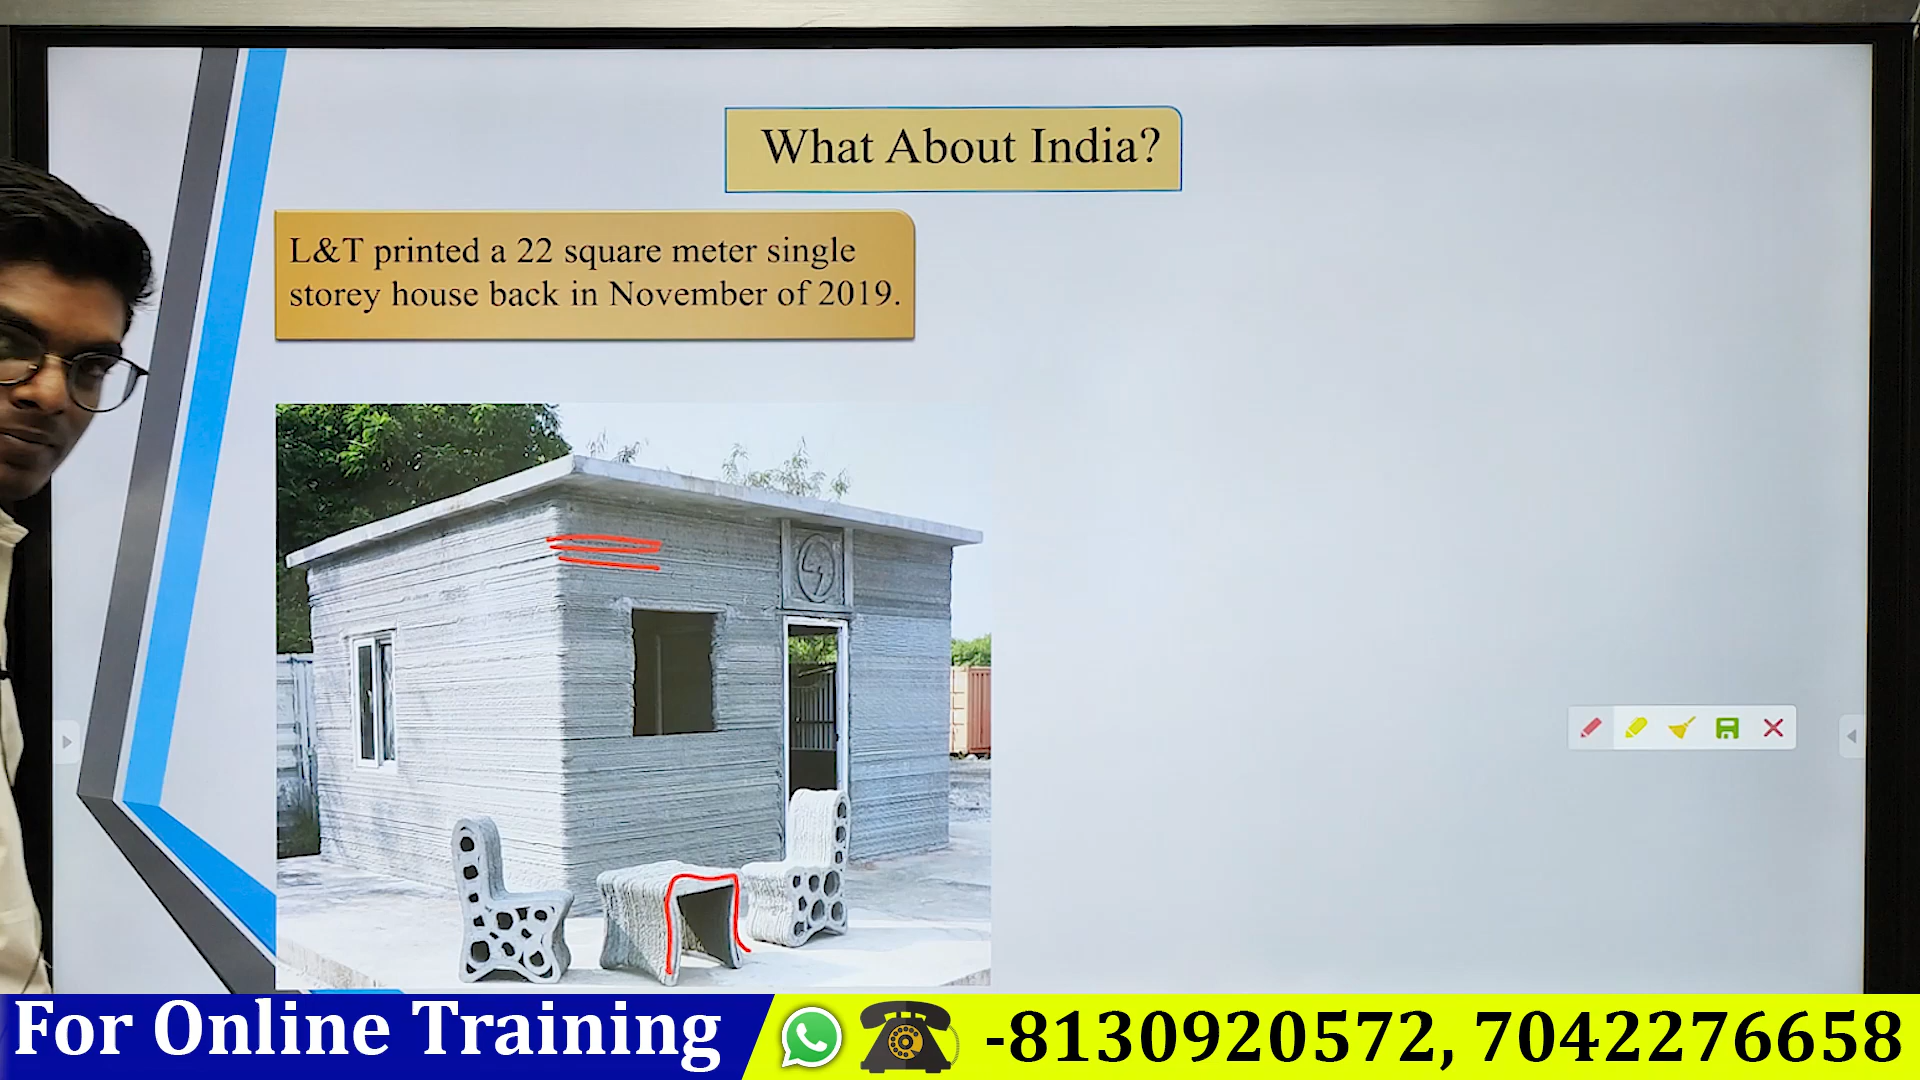 What About India?
L&T printed a 22 square meter single
storey house back in November of 2019.
For Online Training
-8130920572, 7042276658